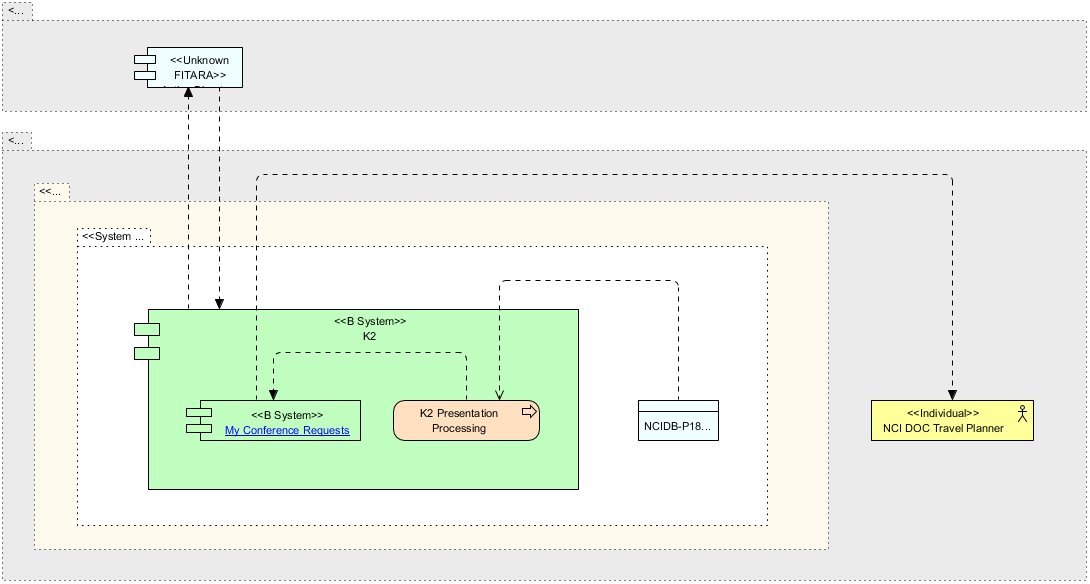 <...
<<Unknown
FITARA>>
<...
<<...
<<System ...
<<B System>>
K2
<<B System>>
My Conference Requests
K2 Presentation
Processing
NCIDB-P18...
<<Individual>>
NCI DOC Travel Planner